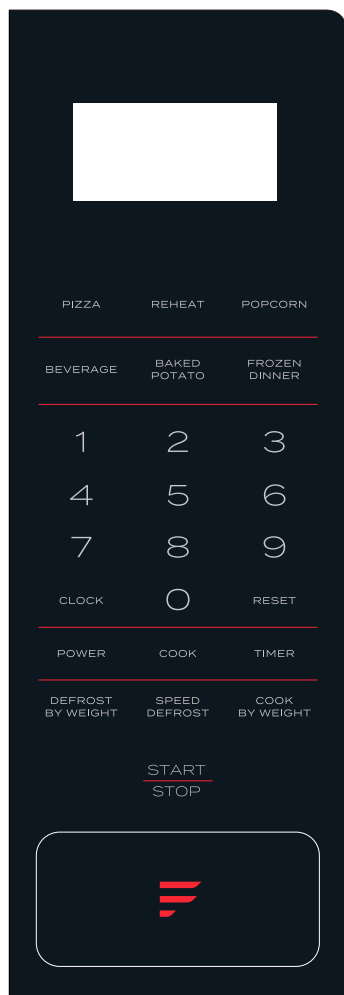 PIZZA REHEAT POPCORN
BEVERAGE BAKED POTATO FROZEN DINNER
1 2 3
4 5 6
7 8 9
CLOCK 0 RESET
POWER COOK TIMER
DEFROST BY WEIGHT SPEED DEFROST COOK BY WEIGHT
START
STOP